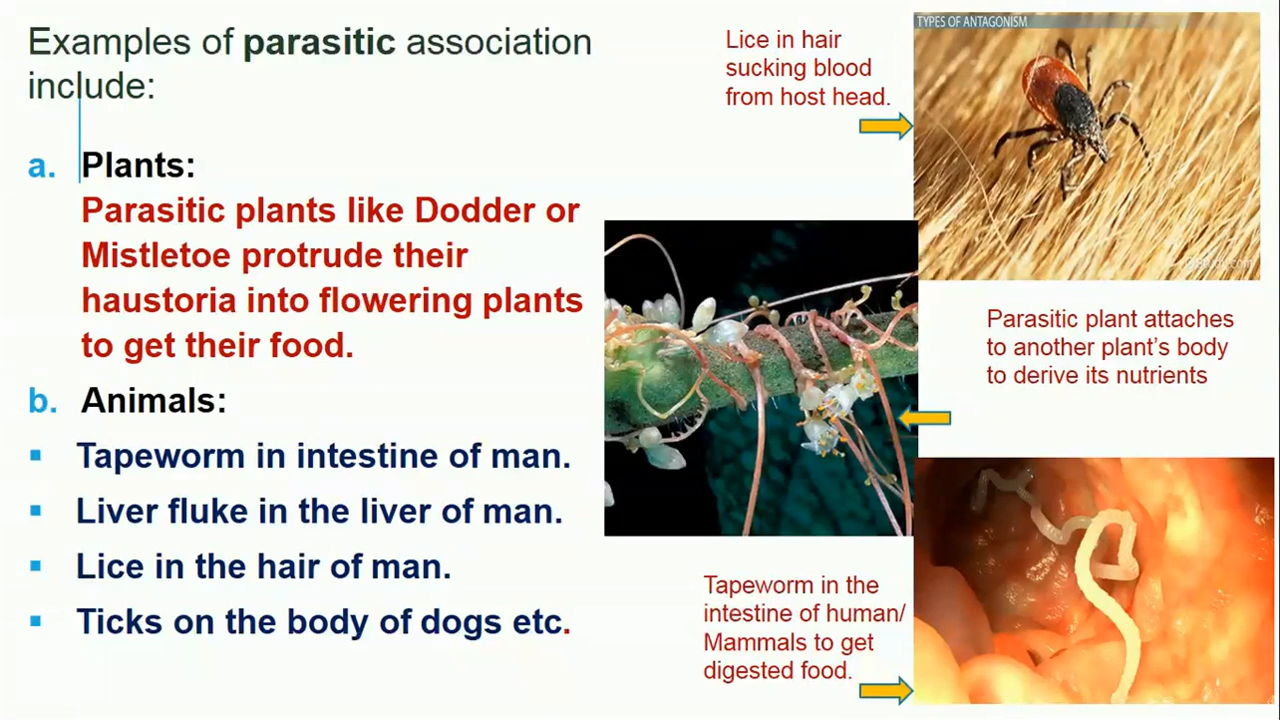 Examples of parasitic association
include:
a. Plants:
Parasitic plants like Dodder or
Mistletoe protrude their
haustoria into flowering plants
to get their food.
b. Animals:
▪ Tapeworm in intestine of man.
▪ Liver fluke in the liver of man.
▪ Lice in the hair of man.
▪ Ticks on the body of dogs etc.
Lice in hair
sucking blood
from host head.
TYPES OF ANTAGONISM
Parasitic plant attaches
to another plant's body
to derive its nutrients
Tapeworm in the
intestine of human/
Mammals to get
digested food.